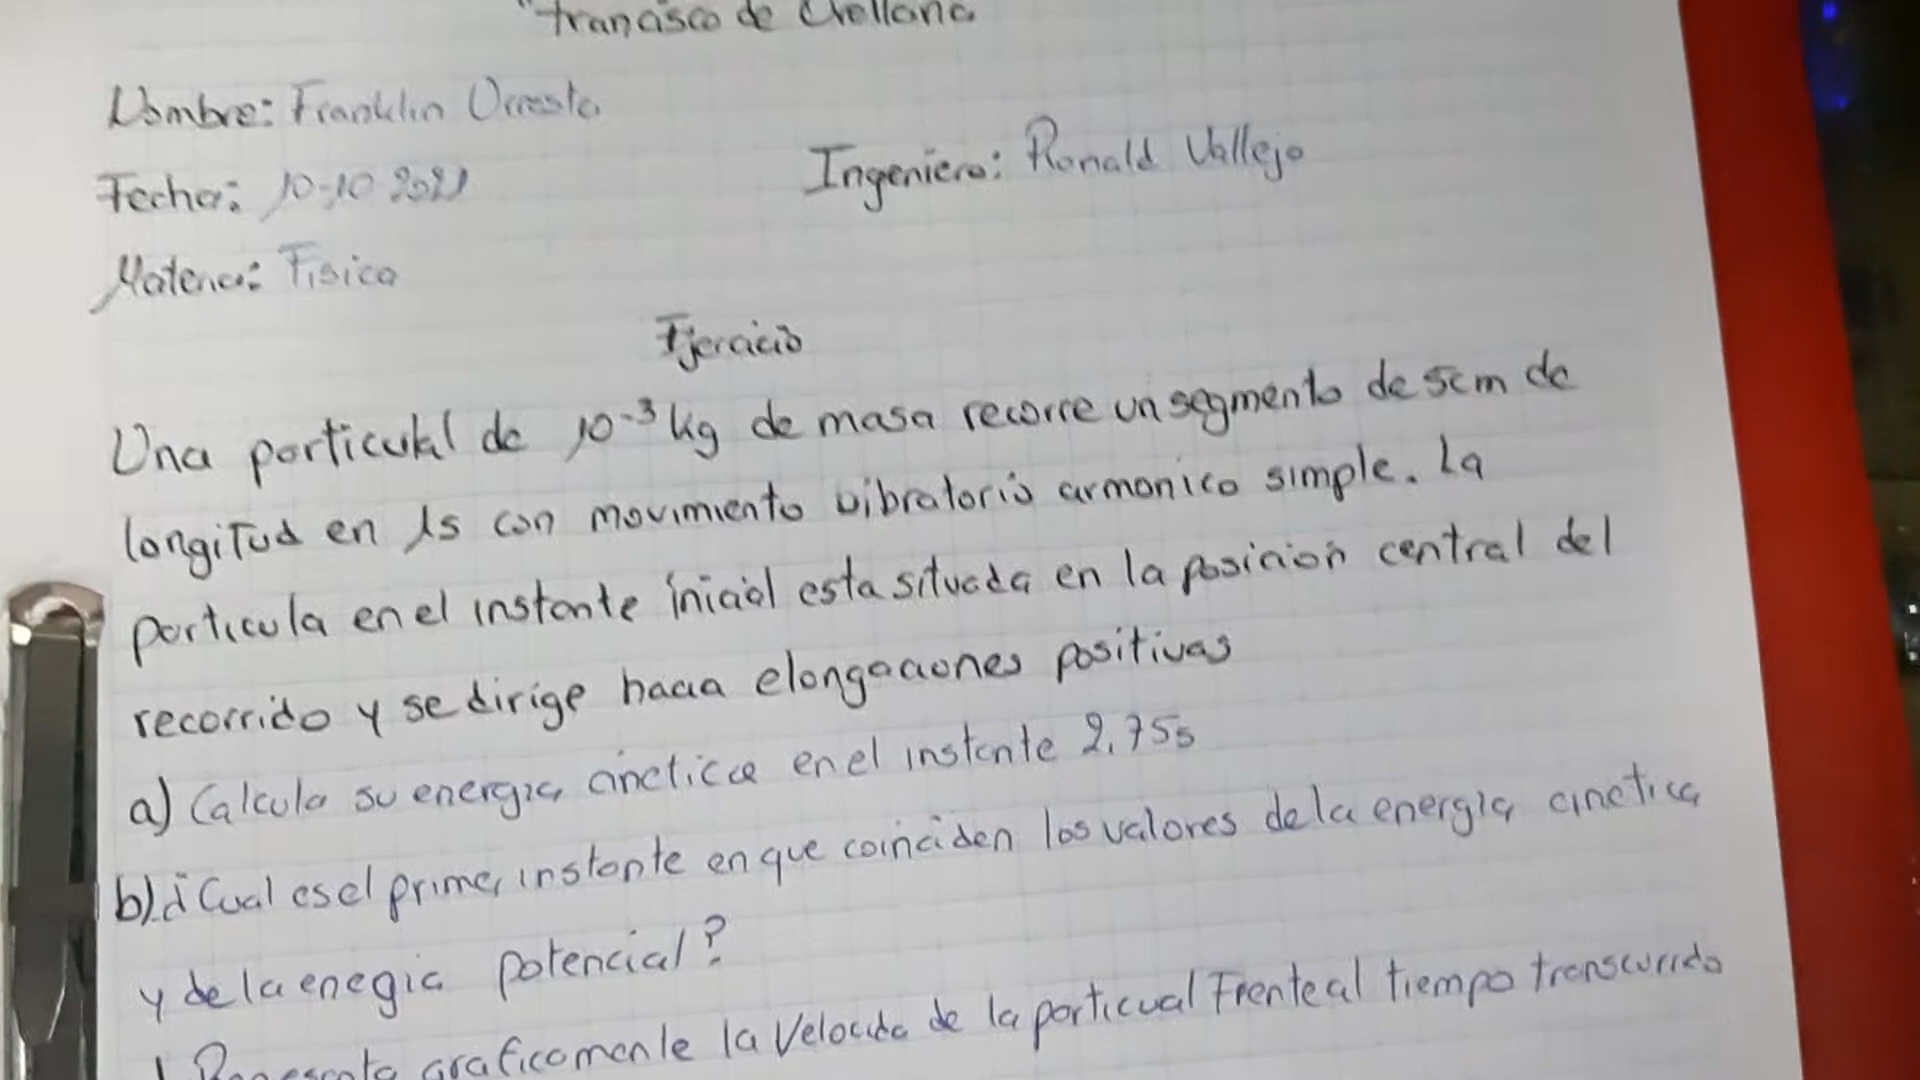 "Francisco de Orellana
Nombre: Franklin Urresta
Fecha: 10-10 2021
Ingeniero: Ronald Vallejo
Materia: Fisica
Ejercicio
Una particukal de 10-³ kg de masa recorre un segmento de 5cm de
longitud en 1s con movimiento vibratorio armonico simple. La
particula en el instante inicial esta situada en la posicion central del
recorrido y se dirige hacia elongaciones positivas
a) Calcula su energia cinetica en el instante 2.75s
b).¿Cual es el primer instante en que coinciden los valores de la energia cinetica
y de la enegia potencial?
Representa graficamente la Velocida de la particual Frente al tiempo transcurrido